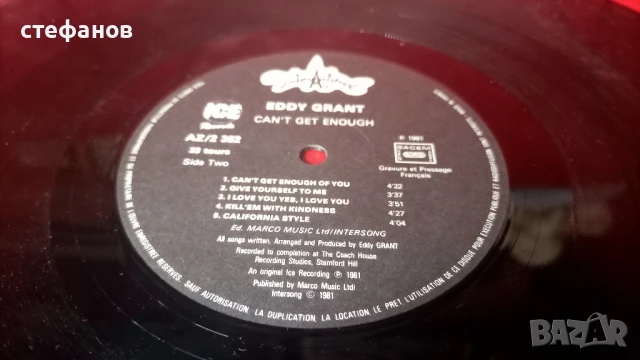 стефанов
EDDY GRANT
CAN'T GET ENOUGH
ICE
Records
AZ/2 362
33 tours
Side Two
Ⓟ 1981
SACEM
Gravure et Pressage
Français
1. CAN'T GET ENOUGH OF YOU 4'22
2. GIVE YOURSELF TO ME 3'37
3. I LOVE YOU YES, I LOVE YOU 3'51
4. KILL'EM WITH KINDNESS 4'27
5. CALIFORNIA STYLE 4'04
Ed. MARCO MUSIC Ltd/INTERSONG
All songs written, Arranged and Produced by Eddy GRANT
Recorded to completion at The Coach House
Recording Studios, Stamford Hill
An original Ice Recording Ⓟ 1981
Published by Marco Music Ltd/
Intersong © 1981
RESERVES. SAUF AUTORISATION, LA DUPLICATION, LA LOCATION, LE PRET, L'UTILISATION DE CE DISQUE POUR EXECUTION PUBLIQUE ET RADIODIFFUSION
BAZAR
bg